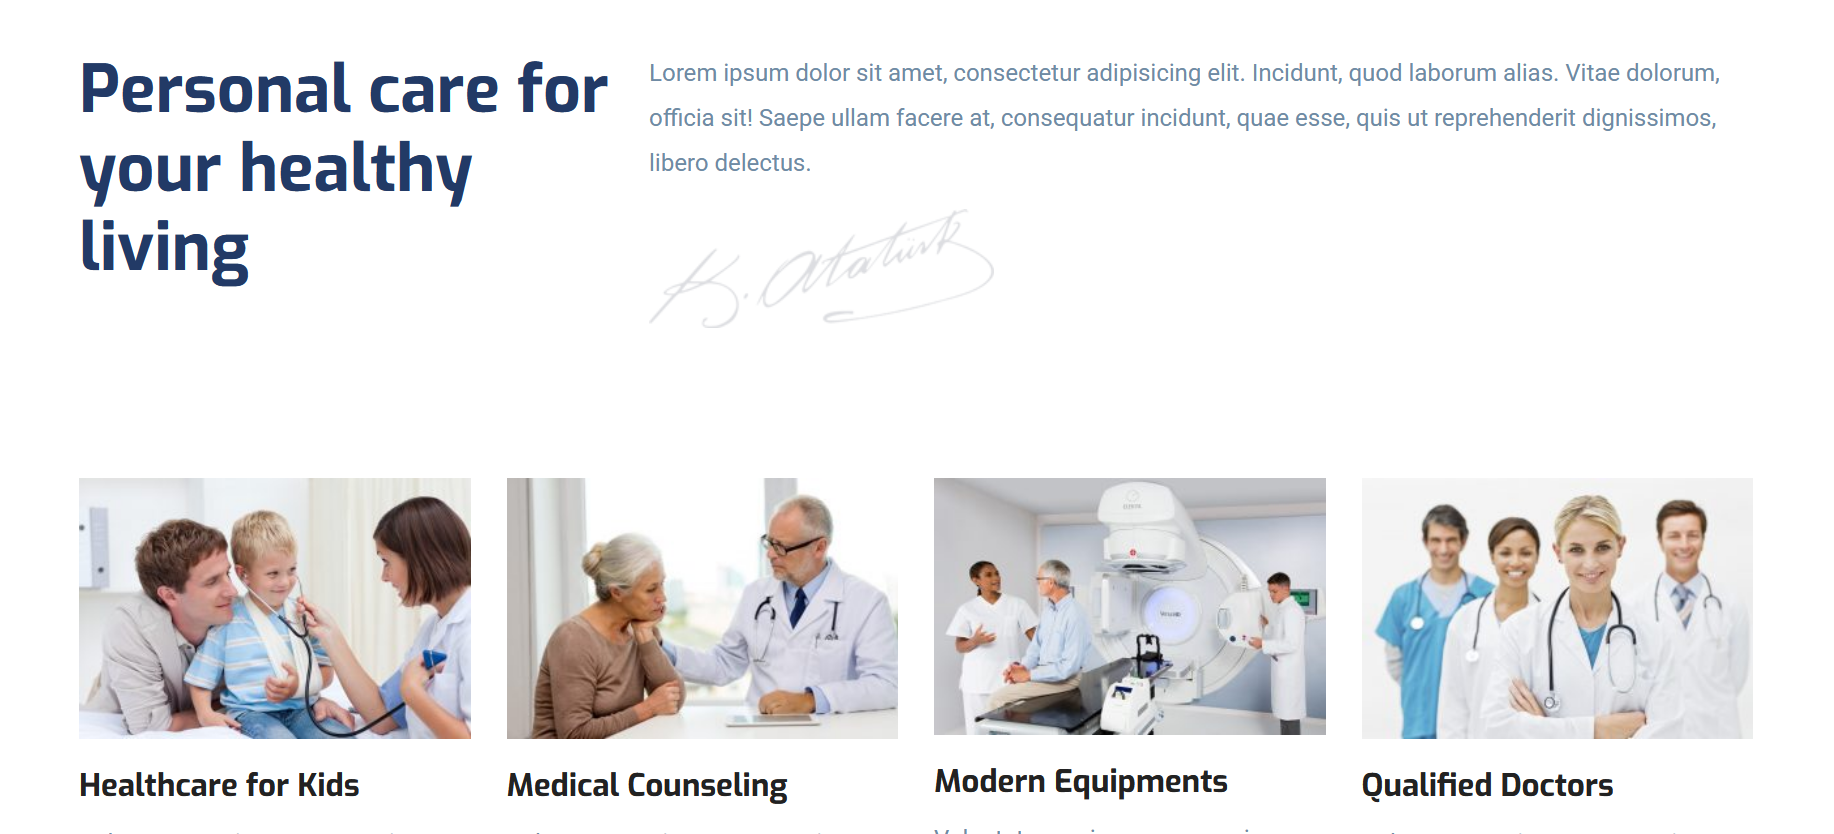 Personal care for
your healthy
living
Lorem ipsum dolor sit amet, consectetur adipisicing elit. Incidunt, quod laborum alias. Vitae dolorum,
officia sit! Saepe ullam facere at, consequatur incidunt, quae esse, quis ut reprehenderit dignissimos,
libero delectus.
K. Atatürk
Healthcare for Kids
Medical Counseling
Modern Equipments
Qualified Doctors